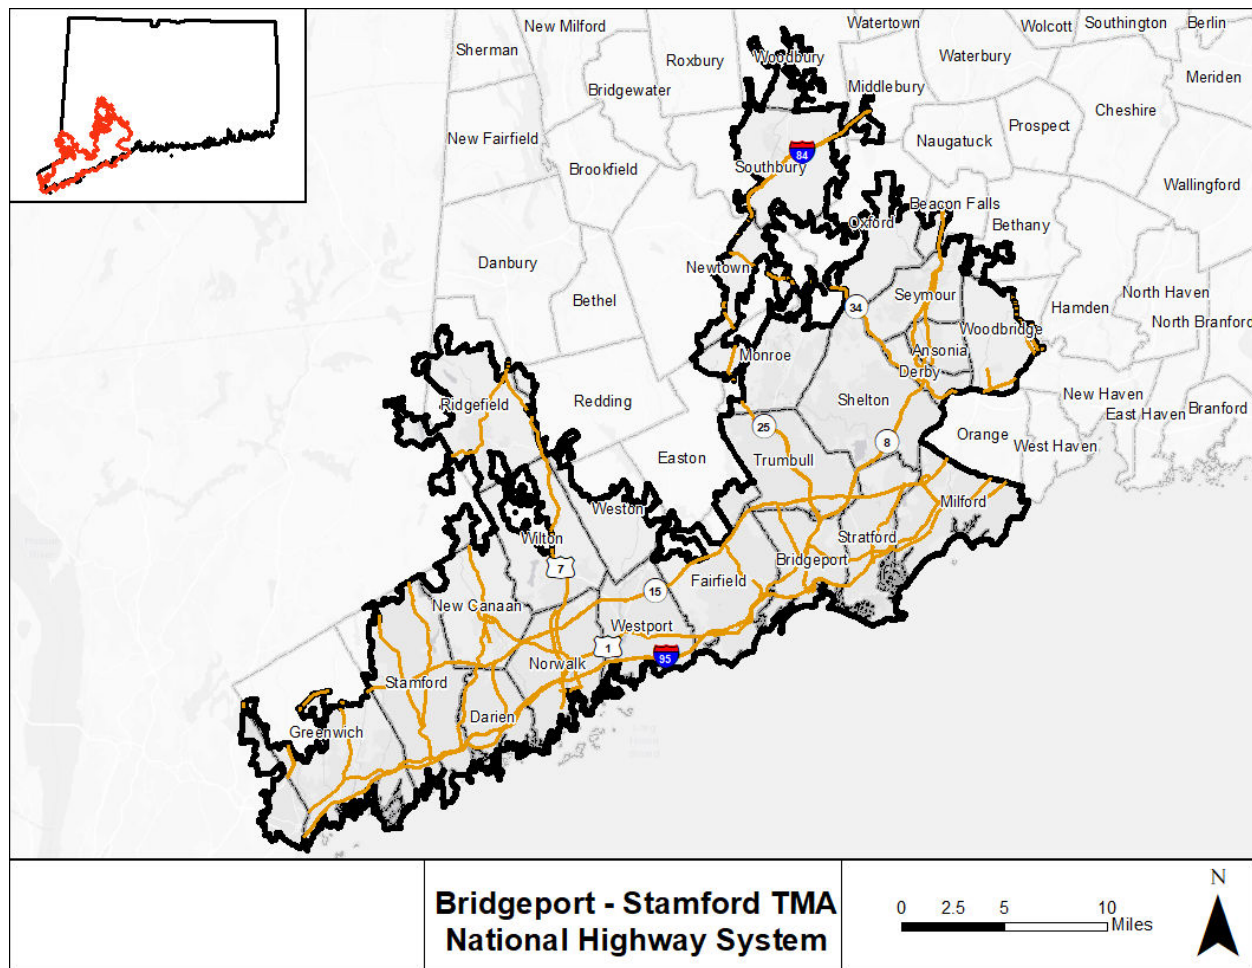 New Milford
Watertown
Wolcott
Southington
Berlin
Sherman
Roxbury
Woodbury
Waterbury
Meriden
Bridgewater
Middlebury
Cheshire
New Fairfield
Prospect
Naugatuck
Brookfield
84
Southbury
Wallingford
Beacon Falls
Oxford
Bethany
Danbury
Newtown
Bethel
Seymour
North Haven
34
Hamden
North Branford
Woodbridge
Monroe
Ansonia
Derby
Ridgefield
Redding
Shelton
New Haven
East Haven
Branford
25
8
Orange
West Haven
Easton
Trumbull
Milford
Weston
Wilton
Stratford
Bridgeport
7
Fairfield
15
New Canaan
Westport
1
95
Norwalk
Stamford
Darien
Greenwich
Bridgeport - Stamford TMA
National Highway System
0 2.5 5 10
Miles
N